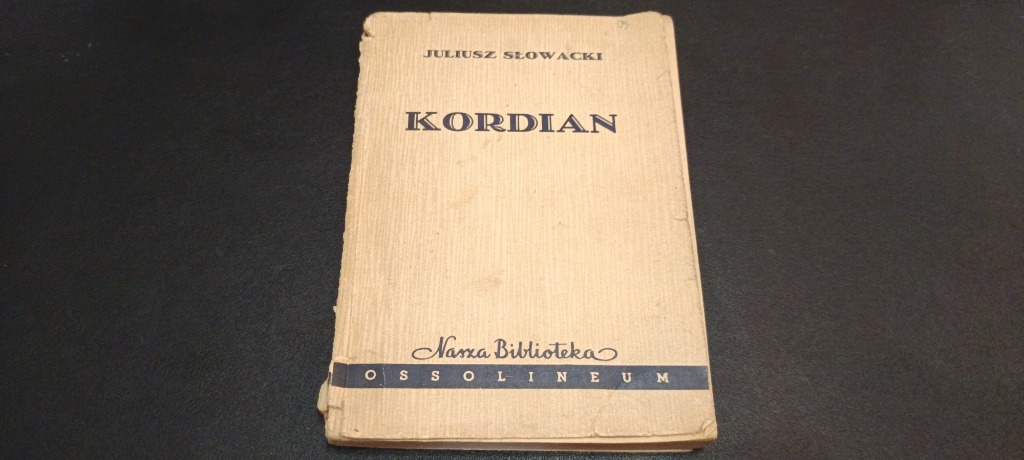 JULIUSZ SŁOWACKI
KORDIAN
Nasza Biblioteka
OSSOLINEUM